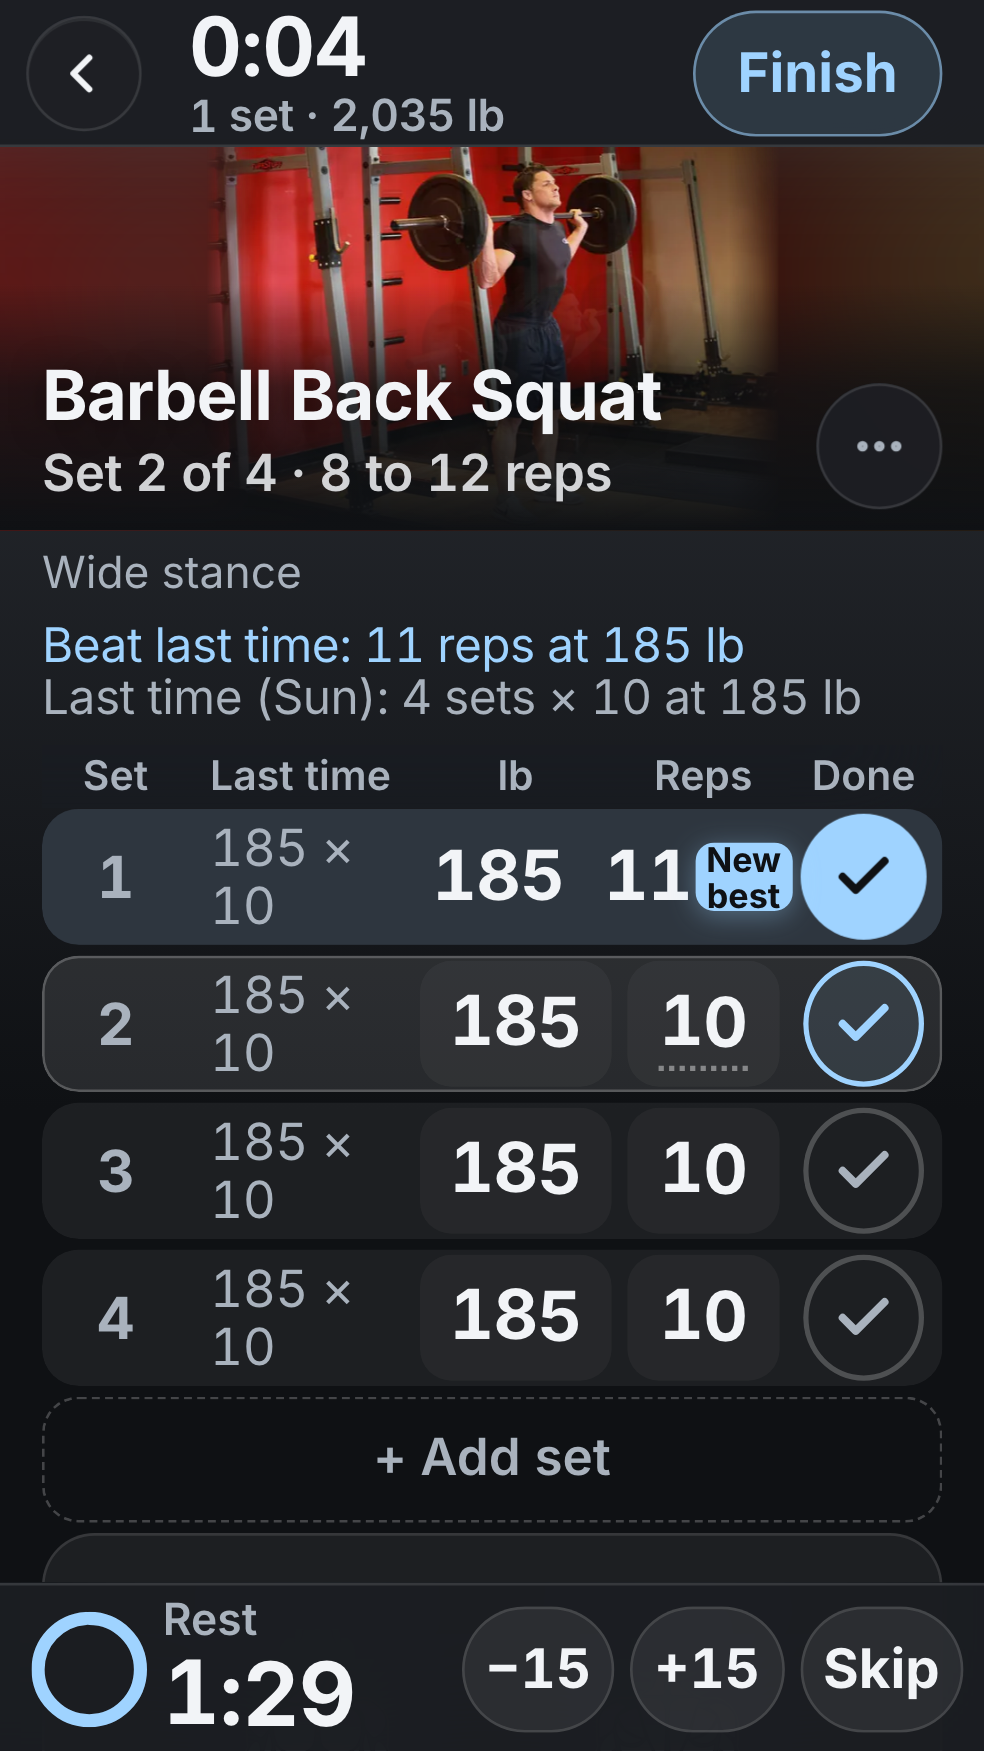 0:04
1 set · 2,035 lb
Finish
Barbell Back Squat
Set 2 of 4 · 8 to 12 reps
Wide stance
Beat last time: 11 reps at 185 lb
Last time (Sun): 4 sets × 10 at 185 lb
Set Last time lb Reps Done
1 185 × 10 185 11 New best
2 185 × 10 185 10
3 185 × 10 185 10
4 185 × 10 185 10
+ Add set
Rest
1:29
−15 +15 Skip